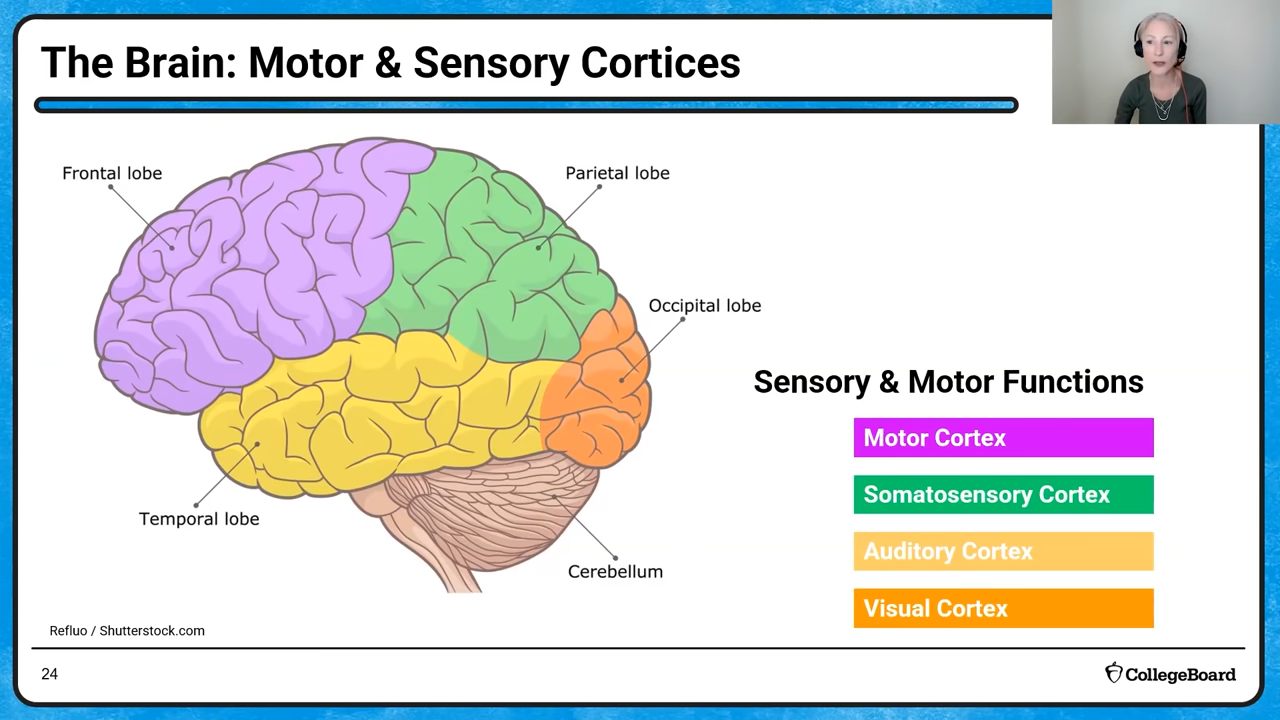 The Brain: Motor & Sensory Cortices
Frontal lobe
Parietal lobe
Occipital lobe
Sensory & Motor Functions
Motor Cortex
Somatosensory Cortex
Auditory Cortex
Visual Cortex
Temporal lobe
Cerebellum
Refluo / Shutterstock.com
24
CollegeBoard